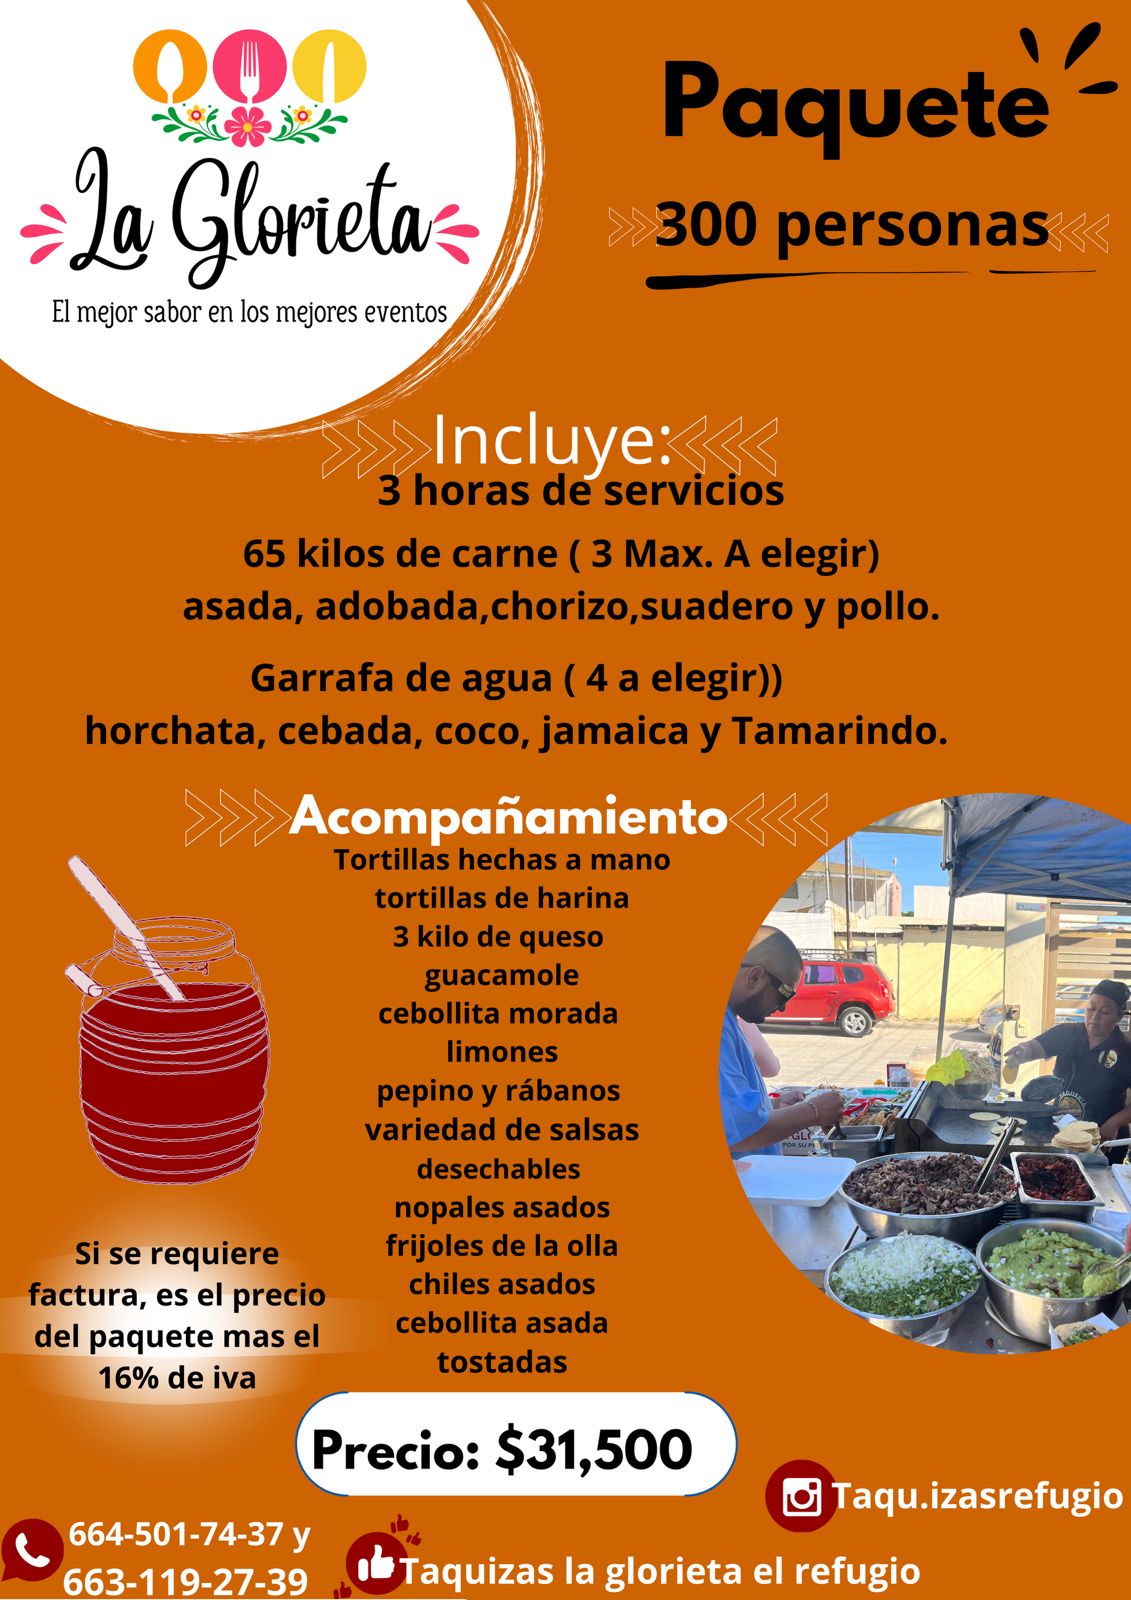 La Glorieta
El mejor sabor en los mejores eventos
Paquete
300 personas
Incluye:
3 horas de servicios
65 kilos de carne ( 3 Max. A elegir)
asada, adobada,chorizo,suadero y pollo.
Garrafa de agua ( 4 a elegir))
horchata, cebada, coco, jamaica y Tamarindo.
Acompañamiento
Tortillas hechas a mano
tortillas de harina
3 kilo de queso
guacamole
cebollita morada
limones
pepino y rábanos
variedad de salsas
desechables
nopales asados
frijoles de la olla
chiles asados
cebollita asada
tostadas
Si se requiere
factura, es el precio
del paquete mas el
16% de iva
Precio: $31,500
Taqu.izasrefugio
664-501-74-37 y
663-119-27-39
Taquizas la glorieta el refugio